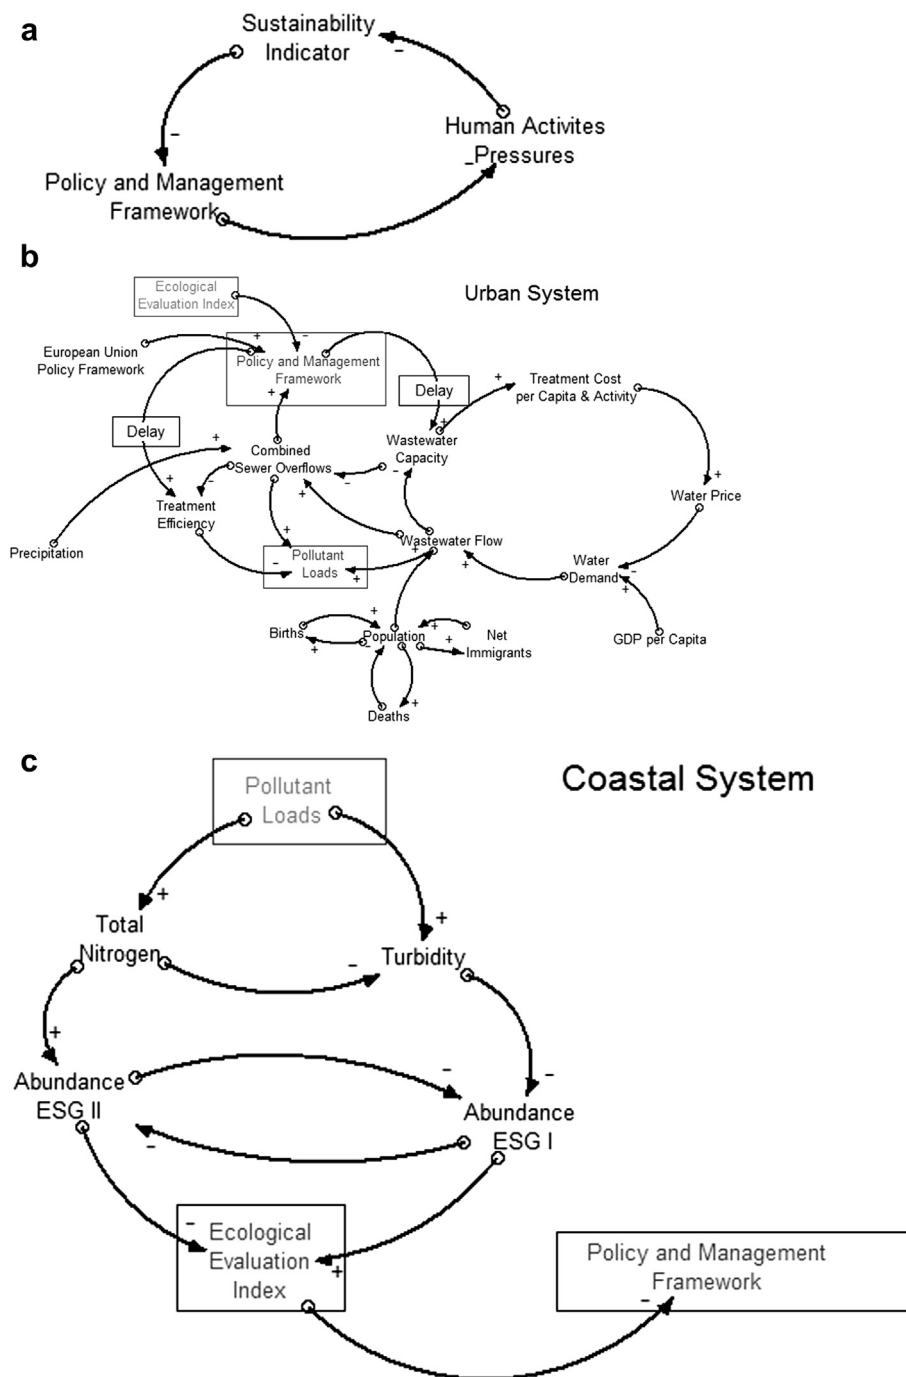 a
Sustainability
Indicator
−
−
Human Activites
Pressures
−
Policy and Management
Framework
b
Urban System
Ecological
Evaluation Index
European Union
Policy Framework
+
−
Policy and Management
Framework
+
Delay
Delay
+
Treatment Cost
per Capita & Activity
+
Wastewater
Capacity
+
Combined
Sewer Overflows
−
−
+
+
Treatment
Efficiency
+
Water Price
Precipitation
+
Wastewater Flow
+
+
Pollutant
Loads
−
+
Water
Demand
−
+
GDP per Capita
Births
+
+
Population
−
+
+
Net
Immigrants
+
Deaths
c
Coastal System
Pollutant
Loads
+
+
Total
Nitrogen
−
Turbidity
+
−
Abundance
ESG II
−
Abundance
ESG I
−
−
Ecological
Evaluation
Index
+
Policy and Management
Framework
−